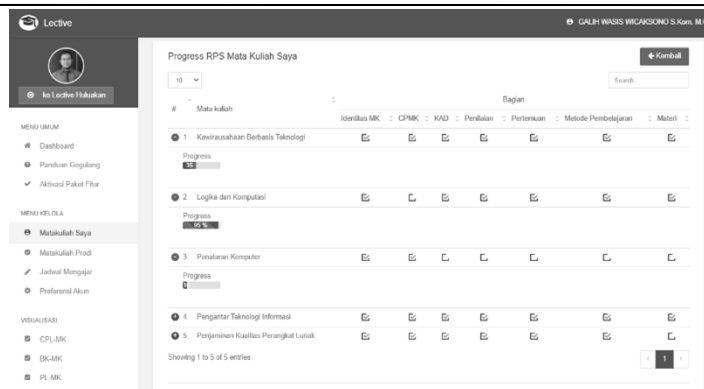 Lective
GALIH WASIS WICAKSONO S.Kom. M.
Progress RPS Mata Kuliah Saya
Kembali
10
Search
ke Lective Hukukan
MENU UMUM
Dashboard
Panduan Gegulang
Aktivasi Paket Fitur
MENU KELOLA
Matakuliah Saya
Matakuliah Prodi
Jadwal Mengajar
Preferensi Akun
VISUALISASI
CPL-MK
BK-MK
PL-MK
# Mata kuliah Bagian
Identitas MK CPMK KAD Penilaian Pertemuan Metode Pembelajaran Materi
1 Kewirausahaan Berbasis Teknologi
Progress
2 Logika dan Komputasi
Progress
95 %
3 Penalaran Komputer
Progress
4 Pengantar Teknologi Informasi
5 Penjaminan Kualitas Perangkat Lunak
Showing 1 to 5 of 5 entries
1